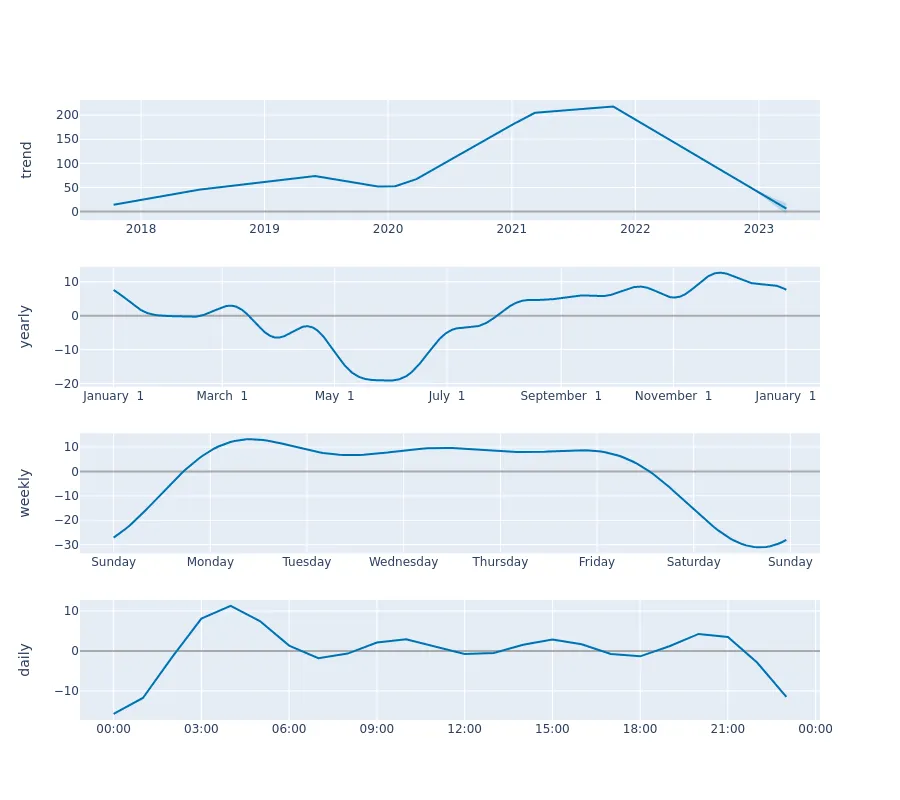 trend
200
150
100
50
0
2018 2019 2020 2021 2022 2023
yearly
10
0
−10
−20
January 1 March 1 May 1 July 1 September 1 November 1 January 1
weekly
10
0
−10
−20
−30
Sunday Monday Tuesday Wednesday Thursday Friday Saturday Sunday
daily
10
0
−10
00:00 03:00 06:00 09:00 12:00 15:00 18:00 21:00 00:00